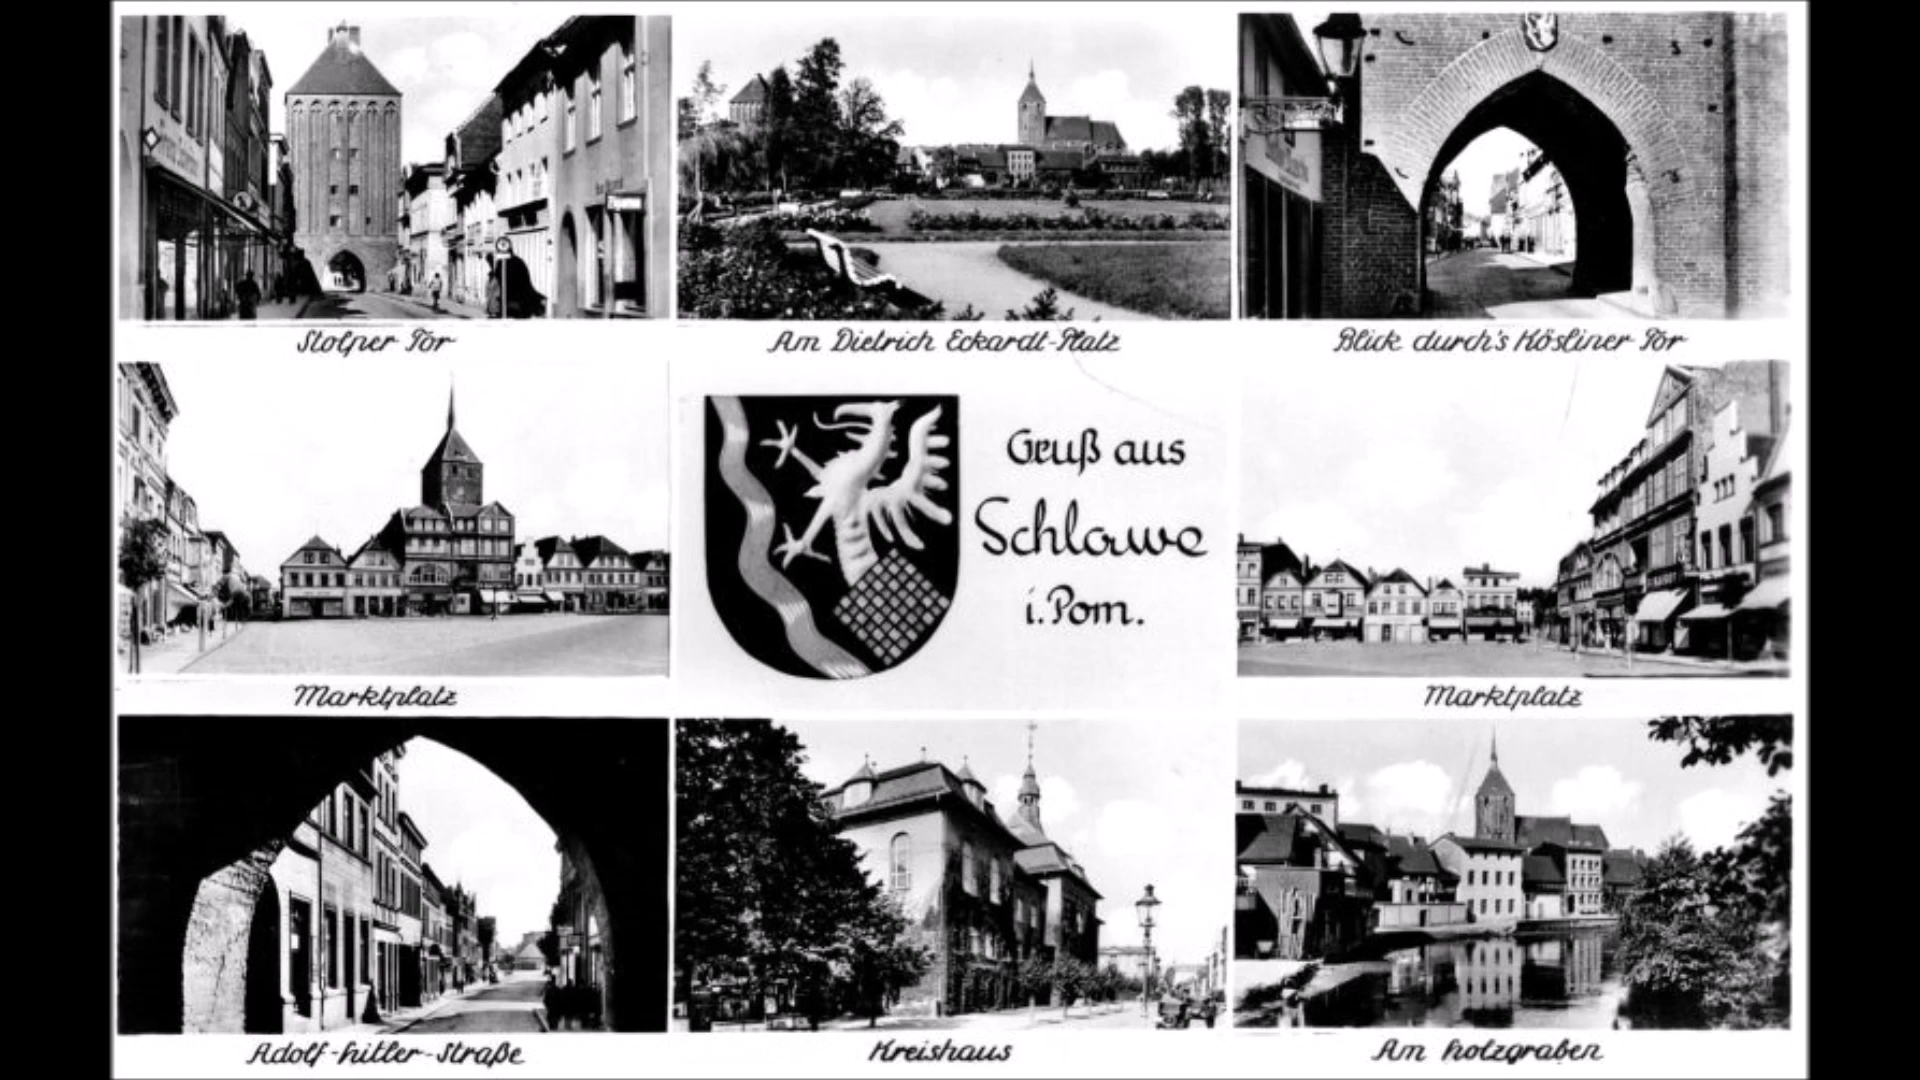 Stolper Tor
Am Dietrich Eckardt-Platz
Blick durch's Kösliner Tor
Gruß aus
Schlawe
i. Pom.
Marktplatz
Marktplatz
Adolf-Hitler-Straße
Kreishaus
Am Holzgraben